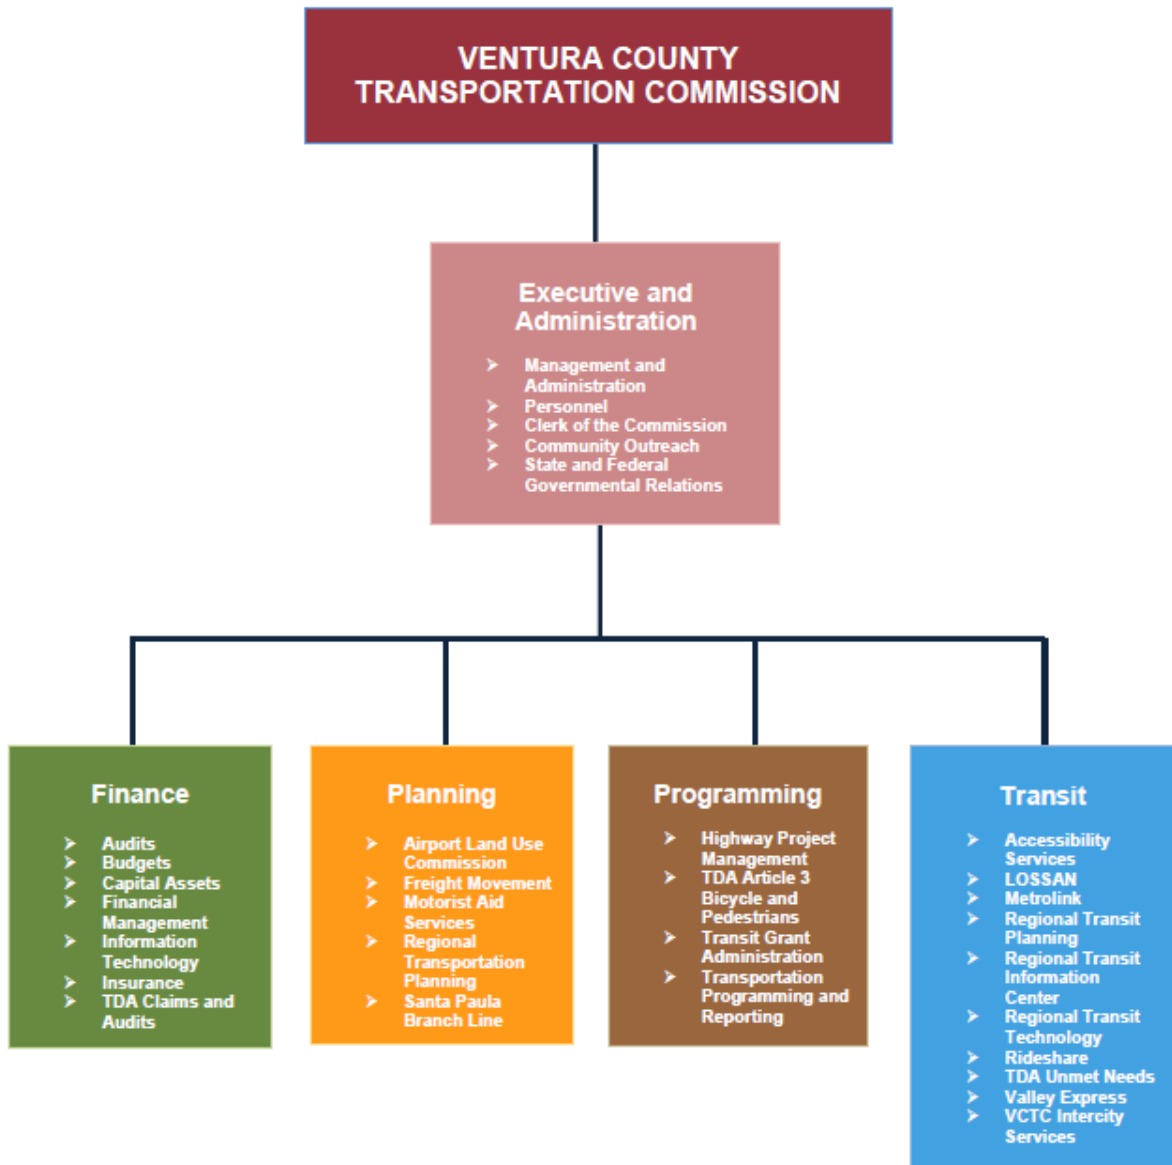 VENTURA COUNTY
TRANSPORTATION COMMISSION
Executive and
Administration
➢ Management and
Administration
➢ Personnel
➢ Clerk of the Commission
➢ Community Outreach
➢ State and Federal
Governmental Relations
Finance
➢ Audits
➢ Budgets
➢ Capital Assets
➢ Financial
Management
➢ Information
Technology
➢ Insurance
➢ TDA Claims and
Audits
Planning
➢ Airport Land Use
Commission
➢ Freight Movement
➢ Motorist Aid
Services
➢ Regional
Transportation
Planning
➢ Santa Paula
Branch Line
Programming
➢ Highway Project
Management
➢ TDA Article 3
Bicycle and
Pedestrians
➢ Transit Grant
Administration
➢ Transportation
Programming and
Reporting
Transit
➢ Accessibility
Services
➢ LOSSAN
➢ Metrolink
➢ Regional Transit
Planning
➢ Regional Transit
Information
Center
➢ Regional Transit
Technology
➢ Rideshare
➢ TDA Unmet Needs
➢ Valley Express
➢ VCTC Intercity
Services